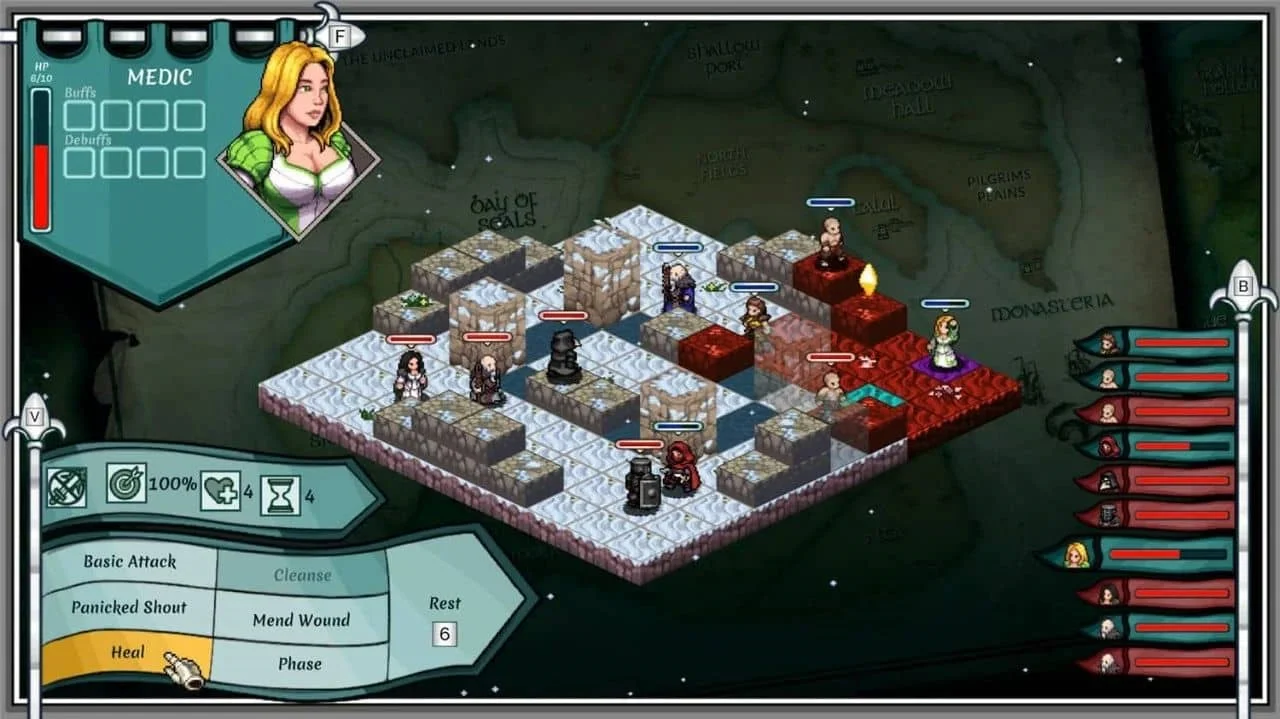 F
THE UNCLAIMED LANDS
SHALLOW
PORT
MEADOW
HALL
HP
6/10
MEDIC
Buffs
Debuffs
NORTH
FIELDS
PILGRIMS
PLAINS
BAY OF
SEALS
LALUL
MONASTERIA
B
V
100%
4
4
Basic Attack
Cleanse
Panicked Shout
Mend Wound
Heal
Phase
Rest
6